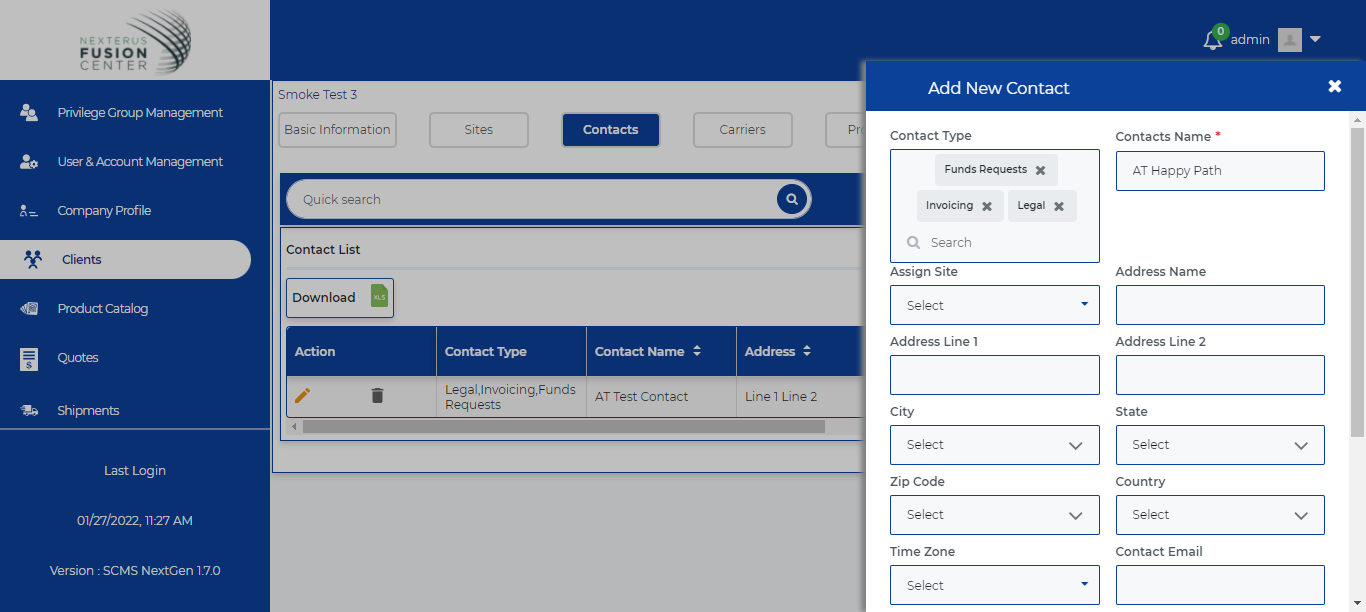 NEXTERUS
FUSION
CENTER
0
admin
Privilege Group Management
User & Account Management
Company Profile
Clients
Product Catalog
Quotes
Shipments
Last Login
01/27/2022, 11:27 AM
Version : SCMS NextGen 1.7.0
Smoke Test 3
Basic Information
Sites
Contacts
Carriers
Pr
Quick search
Contact List
Download
XLS
Action
Contact Type
Contact Name
Address
Legal,Invoicing,Funds
Requests
AT Test Contact
Line 1 Line 2
Add New Contact
Contact Type
Contacts Name *
Funds Requests
Invoicing
Legal
Search
AT Happy Path
Assign Site
Address Name
Select
Address Line 1
Address Line 2
City
State
Select
Select
Zip Code
Country
Select
Select
Time Zone
Contact Email
Select